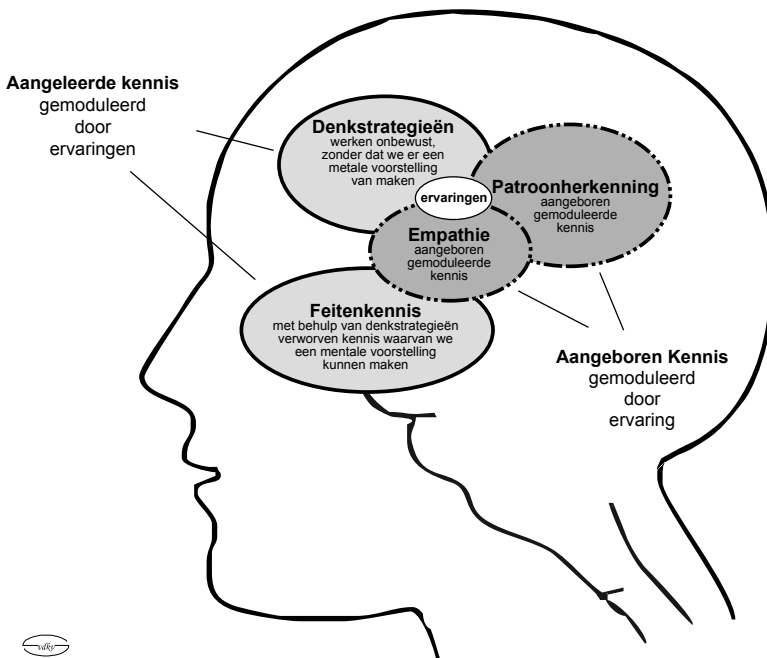 Aangeleerde kennis
gemoduleerd
door
ervaringen
Denkstrategieën
werken onbewust,
zonder dat we er een
metale voorstelling
van maken
ervaringen
Patroonherkenning
aangeboren
gemoduleerde
kennis
Empathie
aangeboren
gemoduleerde
kennis
Feitenkennis
met behulp van denkstrategieën
verworven kennis waarvan we
een mentale voorstelling
kunnen maken
Aangeboren Kennis
gemoduleerd
door
ervaring
vdkv